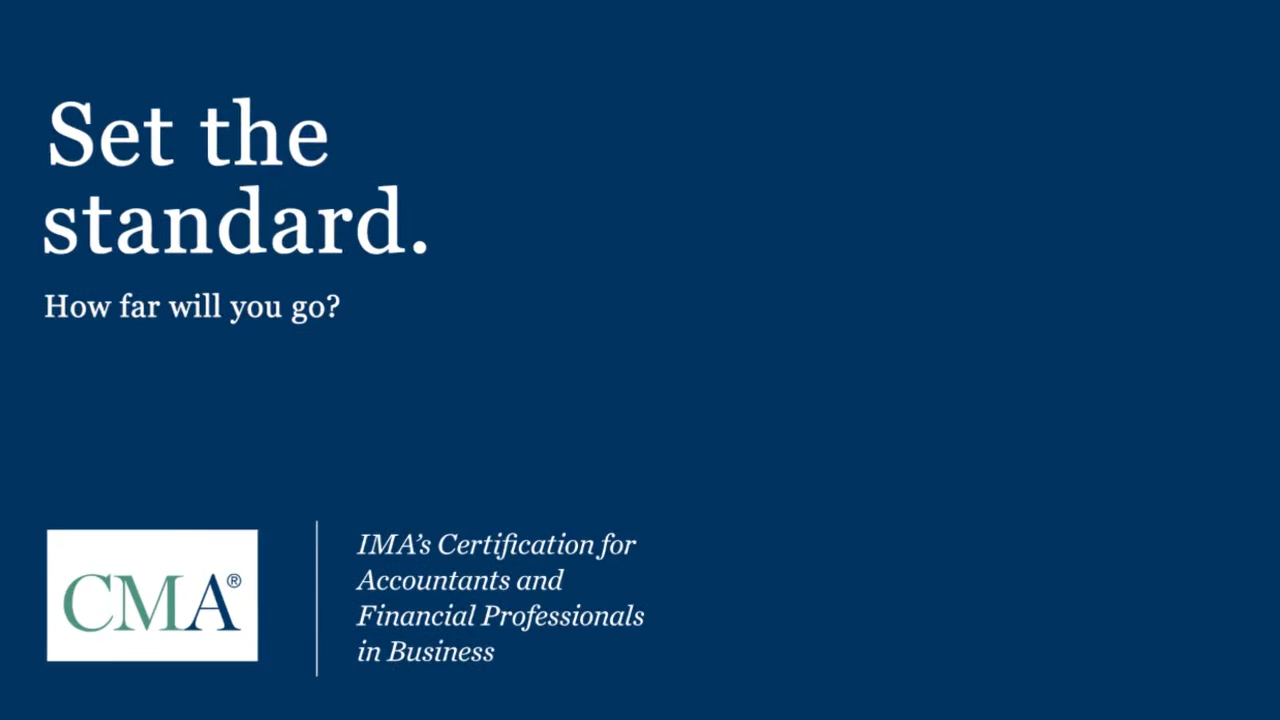 Set the
standard.
How far will you go?
CMA®
IMA's Certification for
Accountants and
Financial Professionals
in Business